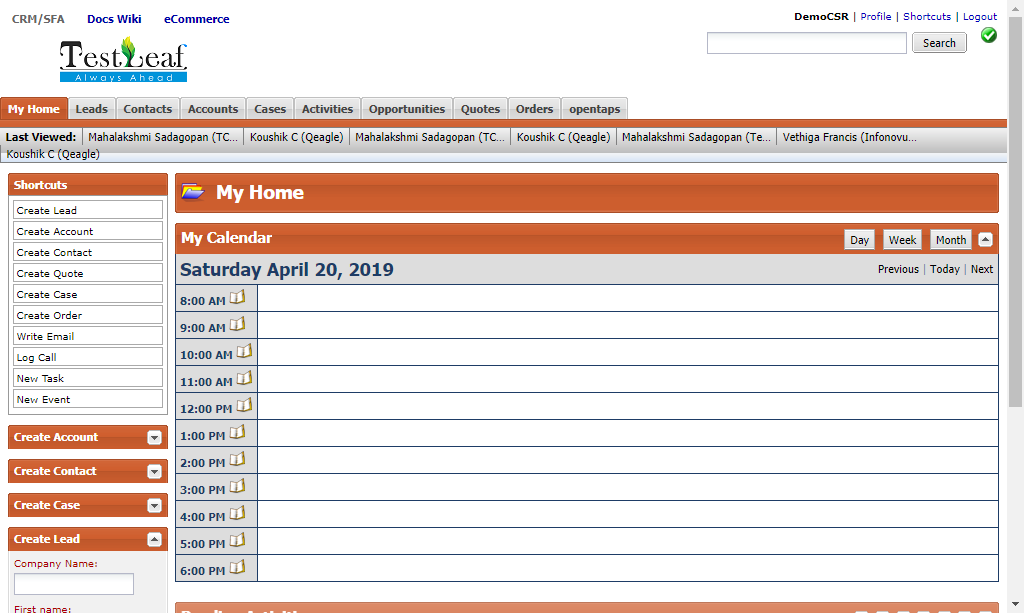 CRM/SFA Docs Wiki eCommerce
DemoCSR | Profile | Shortcuts | Logout
Search
TestLeaf
Always Ahead
My Home Leads Contacts Accounts Cases Activities Opportunities Quotes Orders opentaps
Last Viewed: Mahalakshmi Sadagopan (TC... Koushik C (Qeagle) Mahalakshmi Sadagopan (TC... Koushik C (Qeagle) Mahalakshmi Sadagopan (Te... Vethiga Francis (Infonovu...
Koushik C (Qeagle)
Shortcuts
Create Lead
Create Account
Create Contact
Create Quote
Create Case
Create Order
Write Email
Log Call
New Task
New Event
Create Account
Create Contact
Create Case
Create Lead
Company Name:
First name:
My Home
My Calendar Day Week Month
Saturday April 20, 2019 Previous | Today | Next
8:00 AM
9:00 AM
10:00 AM
11:00 AM
12:00 PM
1:00 PM
2:00 PM
3:00 PM
4:00 PM
5:00 PM
6:00 PM